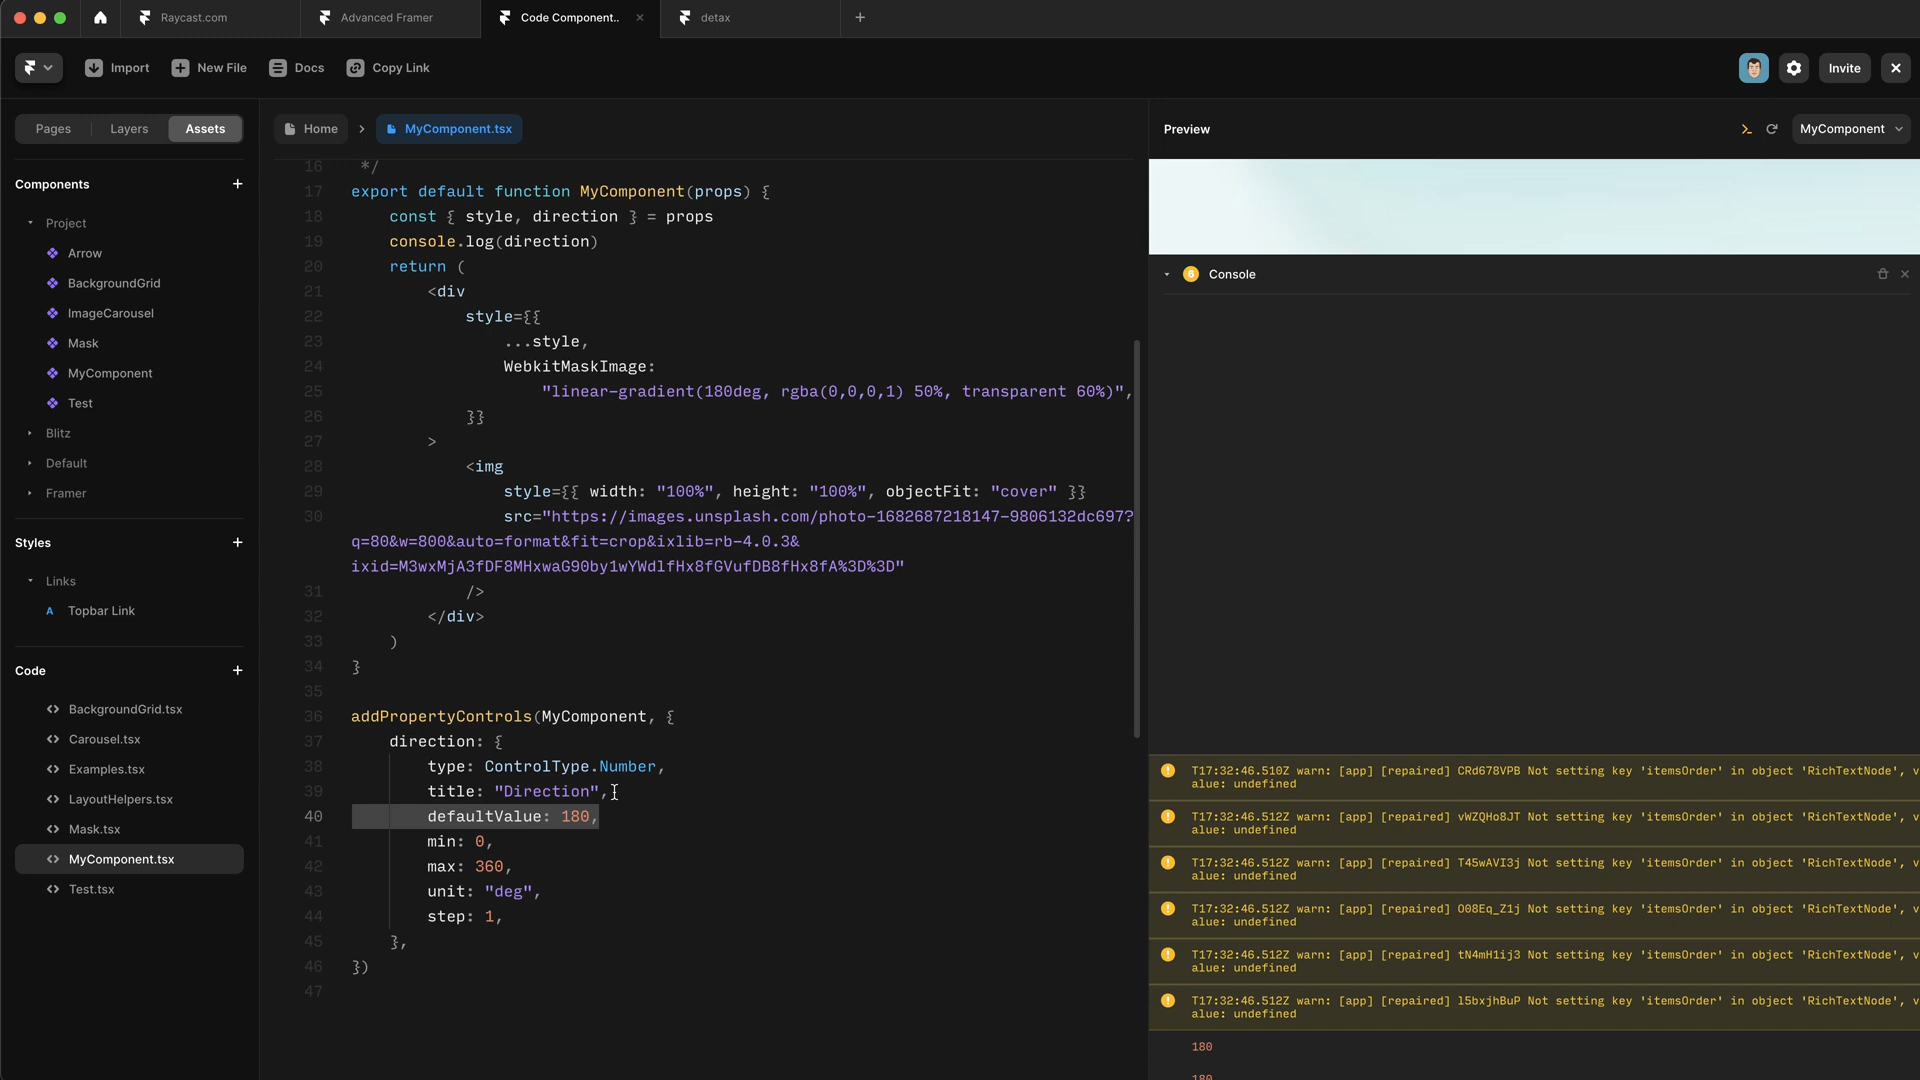 Raycast.com
Advanced Framer
Code Component..
detax
Import
New File
Docs
Copy Link
Invite
Pages
Layers
Assets
Home
MyComponent.tsx
Preview
MyComponent
Components
Project
Arrow
BackgroundGrid
ImageCarousel
Mask
MyComponent
Test
Blitz
Default
Framer
Styles
Links
A Topbar Link
Code
BackgroundGrid.tsx
Carousel.tsx
Examples.tsx
LayoutHelpers.tsx
Mask.tsx
MyComponent.tsx
Test.tsx
16 */
17 export default function MyComponent(props) {
18 const { style, direction } = props
19 console.log(direction)
20 return (
21 <div
22 style={{
23 ...style,
24 WebkitMaskImage:
25 "linear-gradient(180deg, rgba(0,0,0,1) 50%, transparent 60%)",
26 }}
27 >
28 <img
29 style={{ width: "100%", height: "100%", objectFit: "cover" }}
30 src="https://images.unsplash.com/photo-1682687218147-9806132dc697?
q=80&w=800&auto=format&fit=crop&ixlib=rb-4.0.3&
ixid=M3wxMjA3fDF8MHxwaG90by1wYWdlfHx8fGVufDB8fHx8fA%3D%3D"
31 />
32 </div>
33 )
34 }
35
36 addPropertyControls(MyComponent, {
37 direction: {
38 type: ControlType.Number,
39 title: "Direction",
40 defaultValue: 180,
41 min: 0,
42 max: 360,
43 unit: "deg",
44 step: 1,
45 },
46 })
47
6 Console
T17:32:46.510Z warn: [app] [repaired] CRd678VPB Not setting key 'itemsOrder' in object 'RichTextNode', v
alue: undefined
T17:32:46.512Z warn: [app] [repaired] vWZQHo8JT Not setting key 'itemsOrder' in object 'RichTextNode', v
alue: undefined
T17:32:46.512Z warn: [app] [repaired] T45wAVI3j Not setting key 'itemsOrder' in object 'RichTextNode', v
alue: undefined
T17:32:46.512Z warn: [app] [repaired] O08Eq_Z1j Not setting key 'itemsOrder' in object 'RichTextNode', v
alue: undefined
T17:32:46.512Z warn: [app] [repaired] tN4mH1ij3 Not setting key 'itemsOrder' in object 'RichTextNode', v
alue: undefined
T17:32:46.512Z warn: [app] [repaired] l5bxjhBuP Not setting key 'itemsOrder' in object 'RichTextNode', v
alue: undefined
180
180